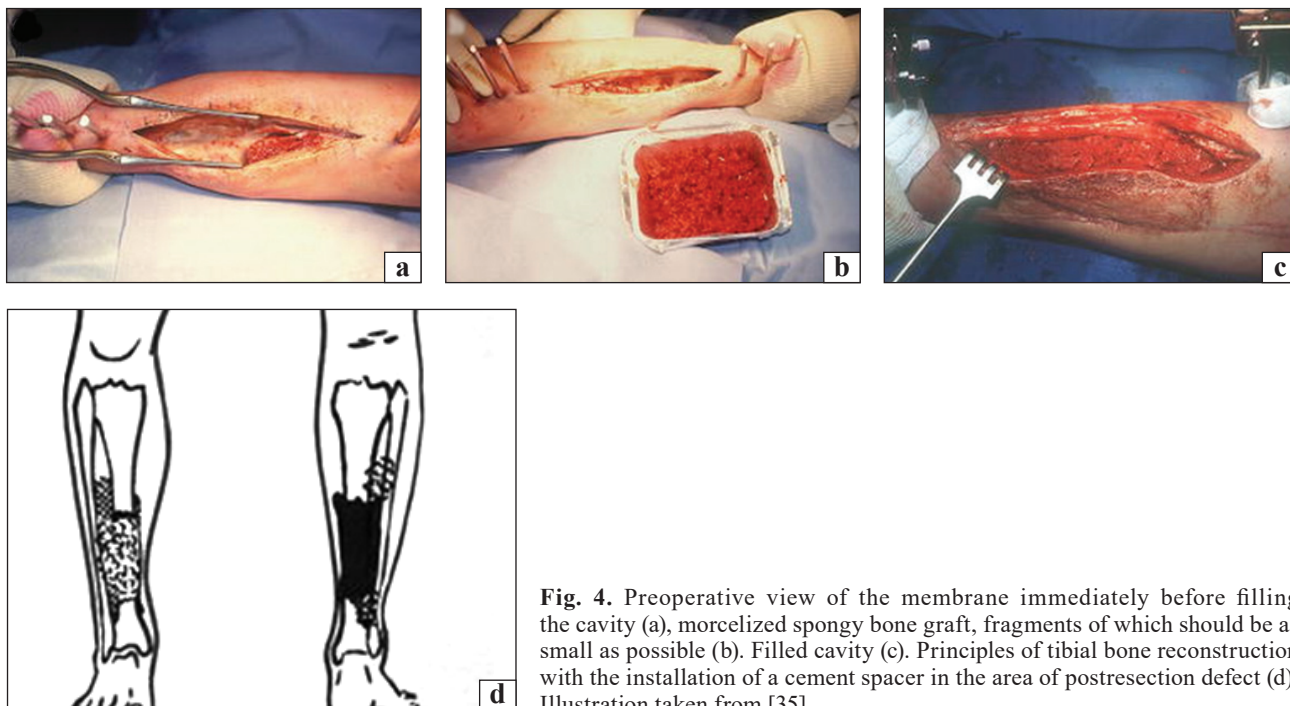 a
b
c
d
Fig. 4. Preoperative view of the membrane immediately before filling
the cavity (a), morcelized spongy bone graft, fragments of which should be a
small as possible (b). Filled cavity (c). Principles of tibial bone reconstruction
with the installation of a cement spacer in the area of postresection defect (d)
Illustration taken from [35]